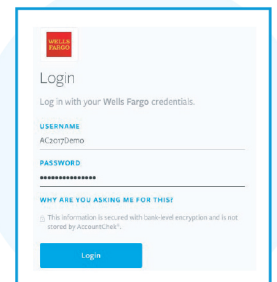 WELLS
FARGO
Login
Log in with your Wells Fargo credentials.
USERNAME
AC2017Demo
PASSWORD
•••••••••••••••
WHY ARE YOU ASKING ME FOR THIS?
This information is secured with bank-level encryption and is not
stored by AccountChek®.
Login